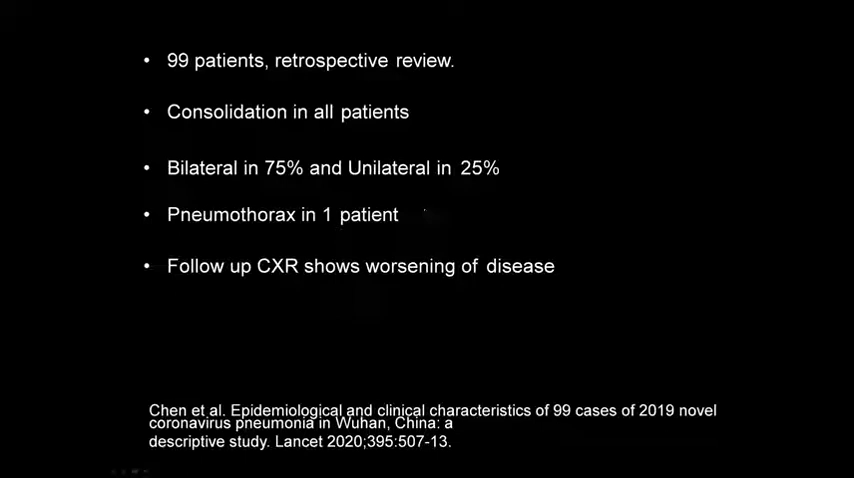 • 99 patients, retrospective review.
• Consolidation in all patients
• Bilateral in 75% and Unilateral in 25%
• Pneumothorax in 1 patient
• Follow up CXR shows worsening of disease
Chen et al. Epidemiological and clinical characteristics of 99 cases of 2019 novel
coronavirus pneumonia in Wuhan, China: a
descriptive study. Lancet 2020;395:507-13.